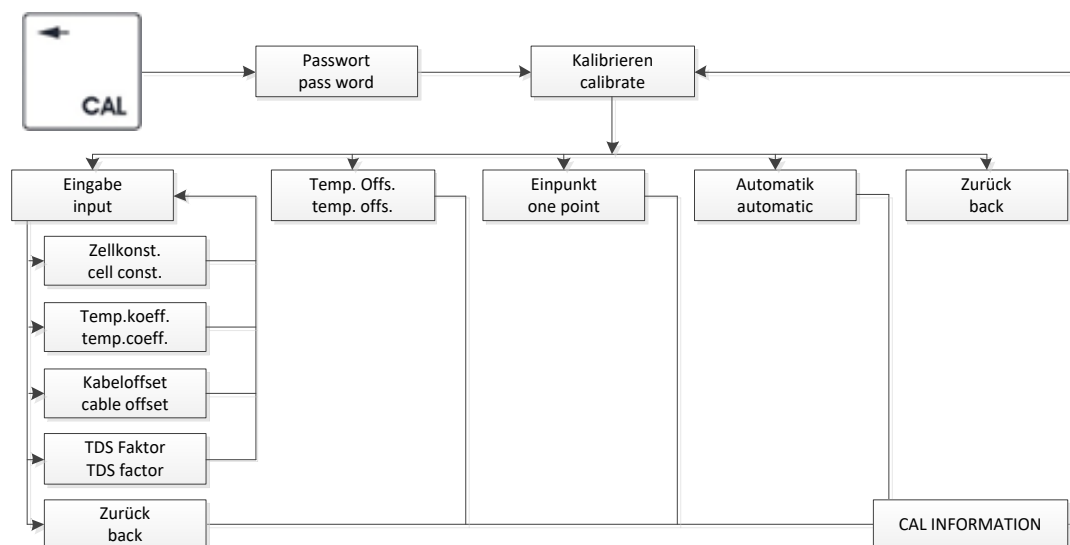 CAL
Passwort
pass word
Kalibrieren
calibrate
Eingabe
input
Temp. Offs.
temp. offs.
Einpunkt
one point
Automatik
automatic
Zurück
back
Zellkonst.
cell const.
Temp.koeff.
temp.coeff.
Kabeloffset
cable offset
TDS Faktor
TDS factor
Zurück
back
CAL INFORMATION